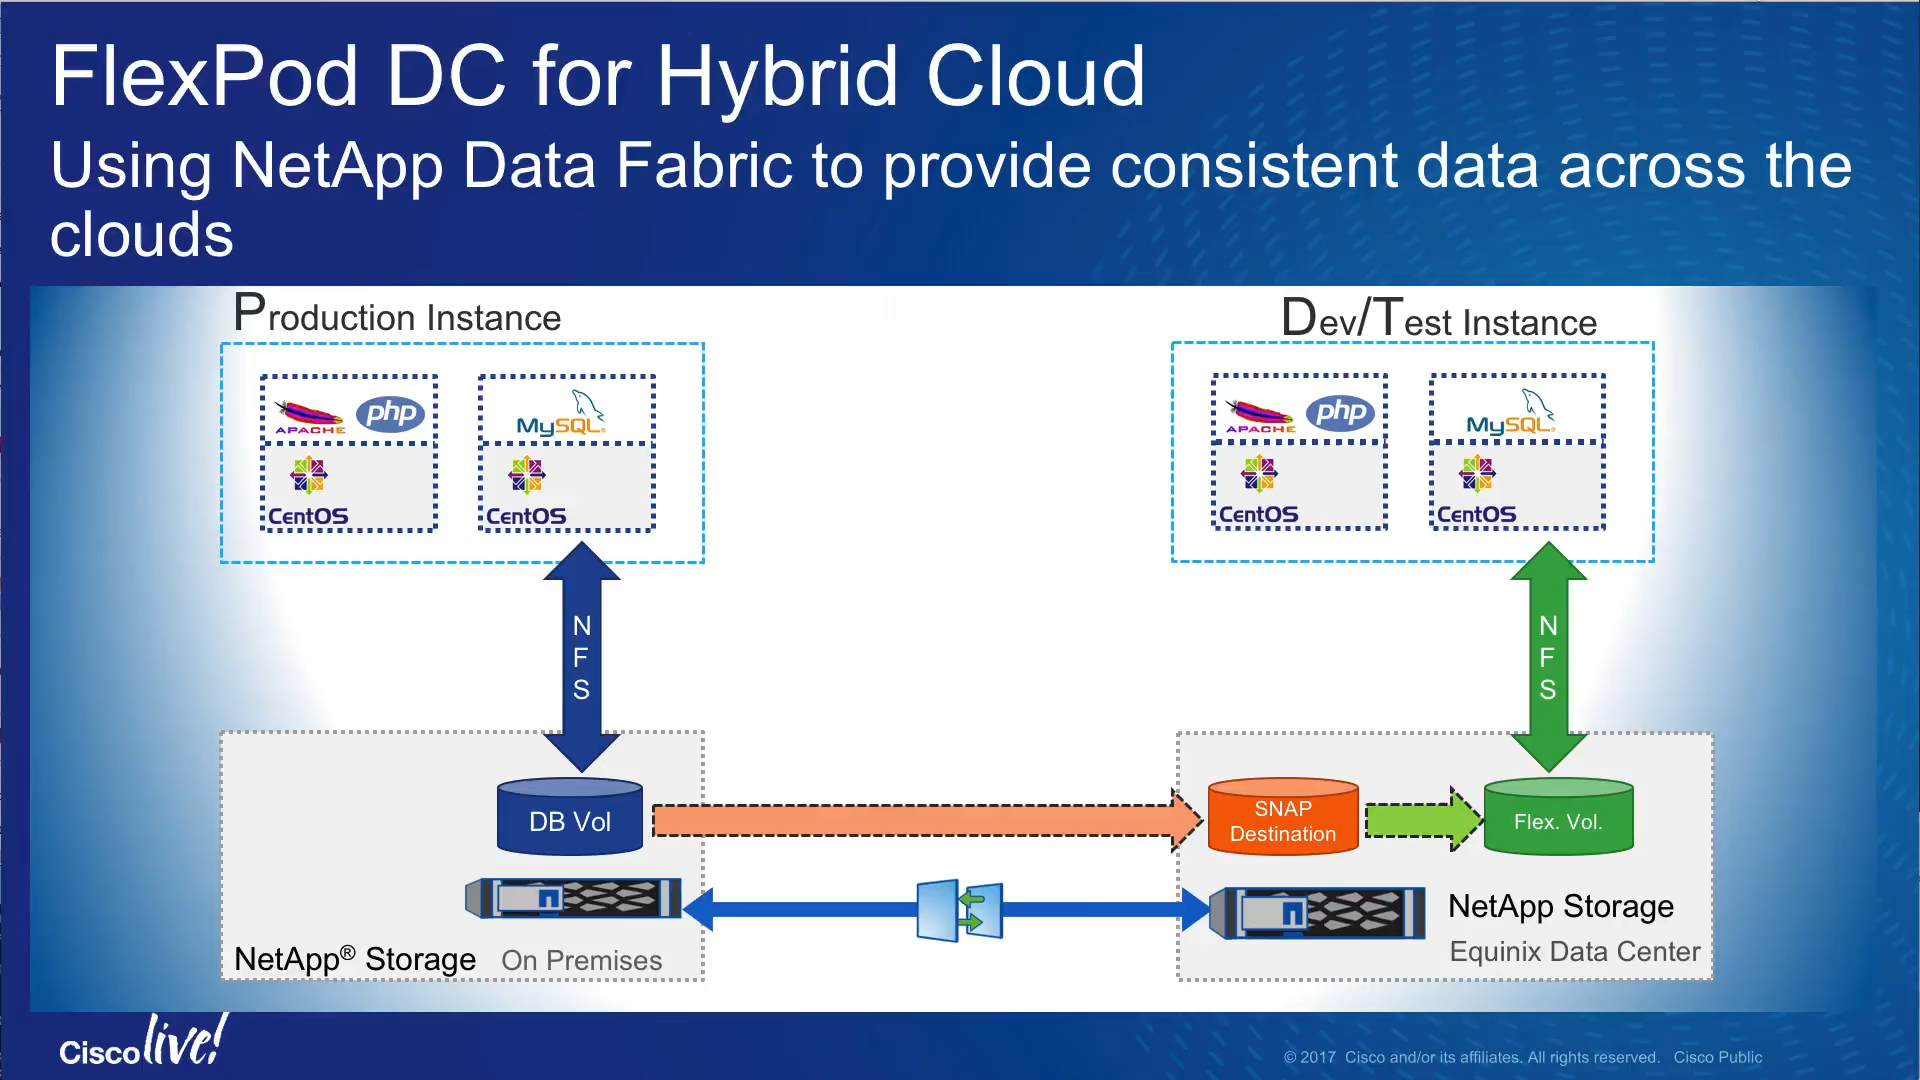 FlexPod DC for Hybrid Cloud
Using NetApp Data Fabric to provide consistent data across the
clouds
Production Instance
Dev/Test Instance
APACHE php
MySQL®
CentOS
CentOS
APACHE php
MySQL®
CentOS
CentOS
N
F
S
N
F
S
DB Vol
SNAP
Destination
Flex. Vol.
NetApp® Storage On Premises
NetApp Storage
Equinix Data Center
Cisco live!
© 2017 Cisco and/or its affiliates. All rights reserved. Cisco Public